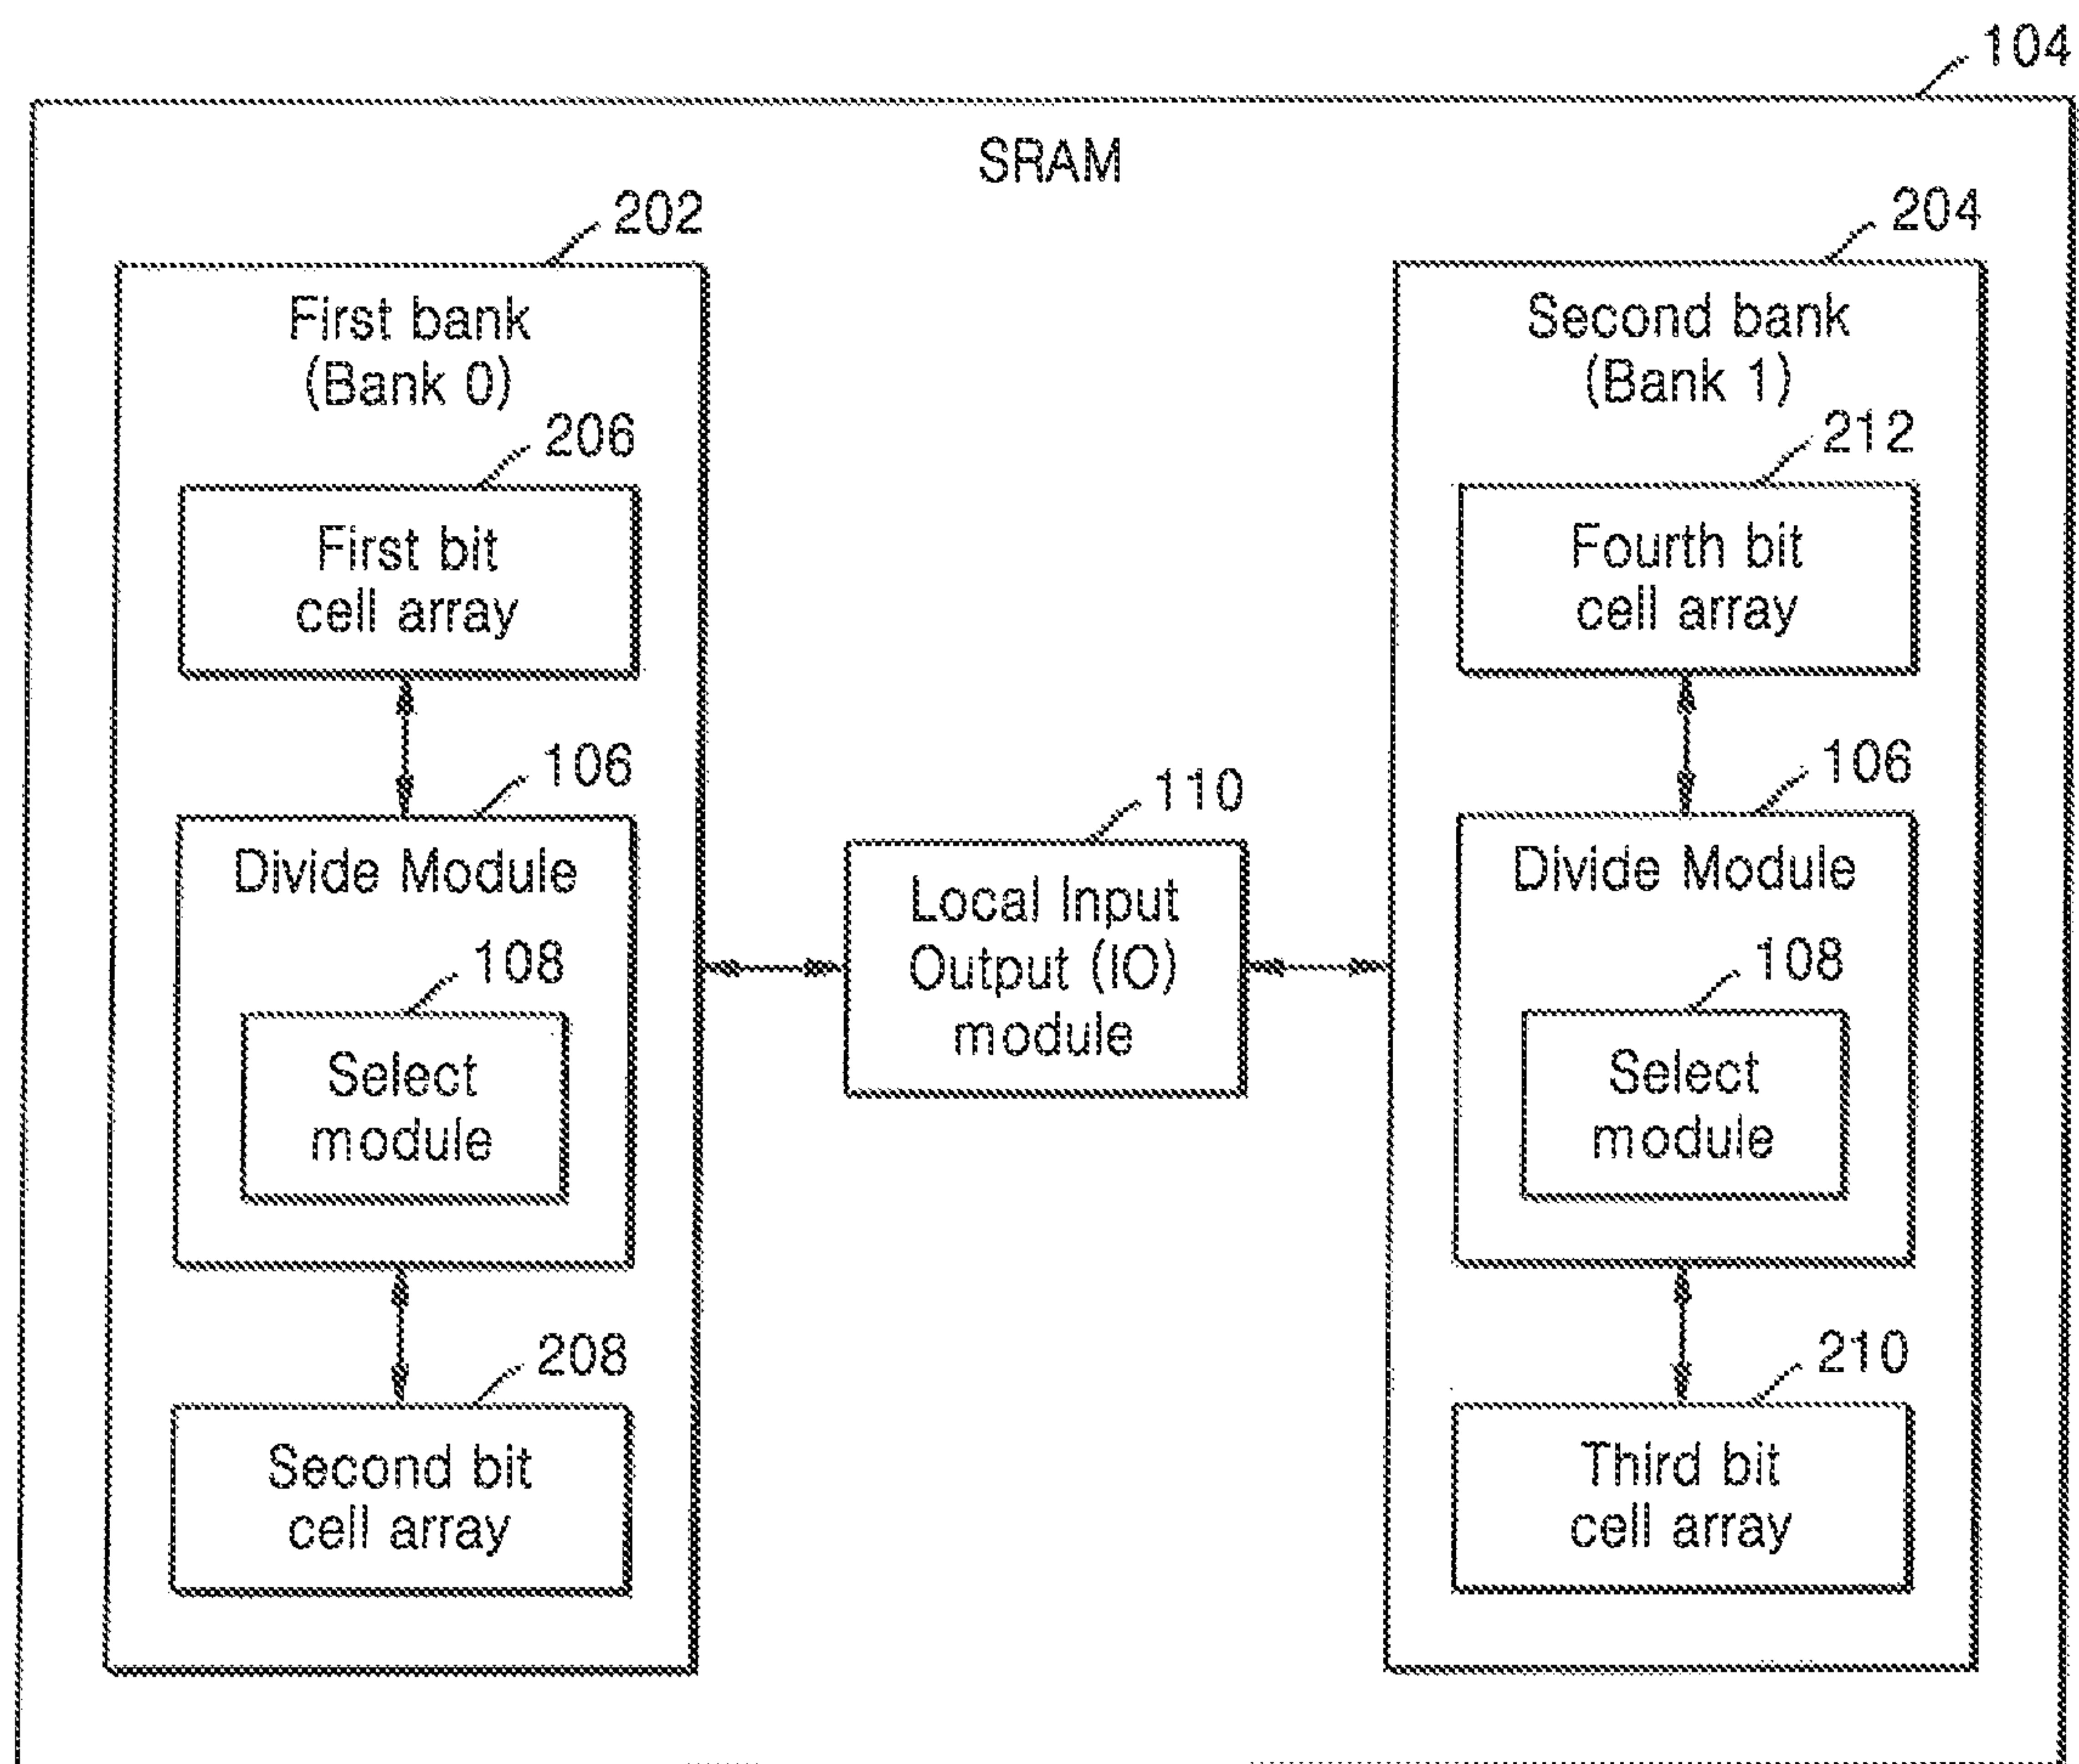 104
SRAM
202
First bank
(Bank 0)
206
First bit
cell array
106
Divide Module
108
Select
module
208
Second bit
cell array
110
Local Input
Output (IO)
module
204
Second bank
(Bank 1)
212
Fourth bit
cell array
106
Divide Module
108
Select
module
210
Third bit
cell array